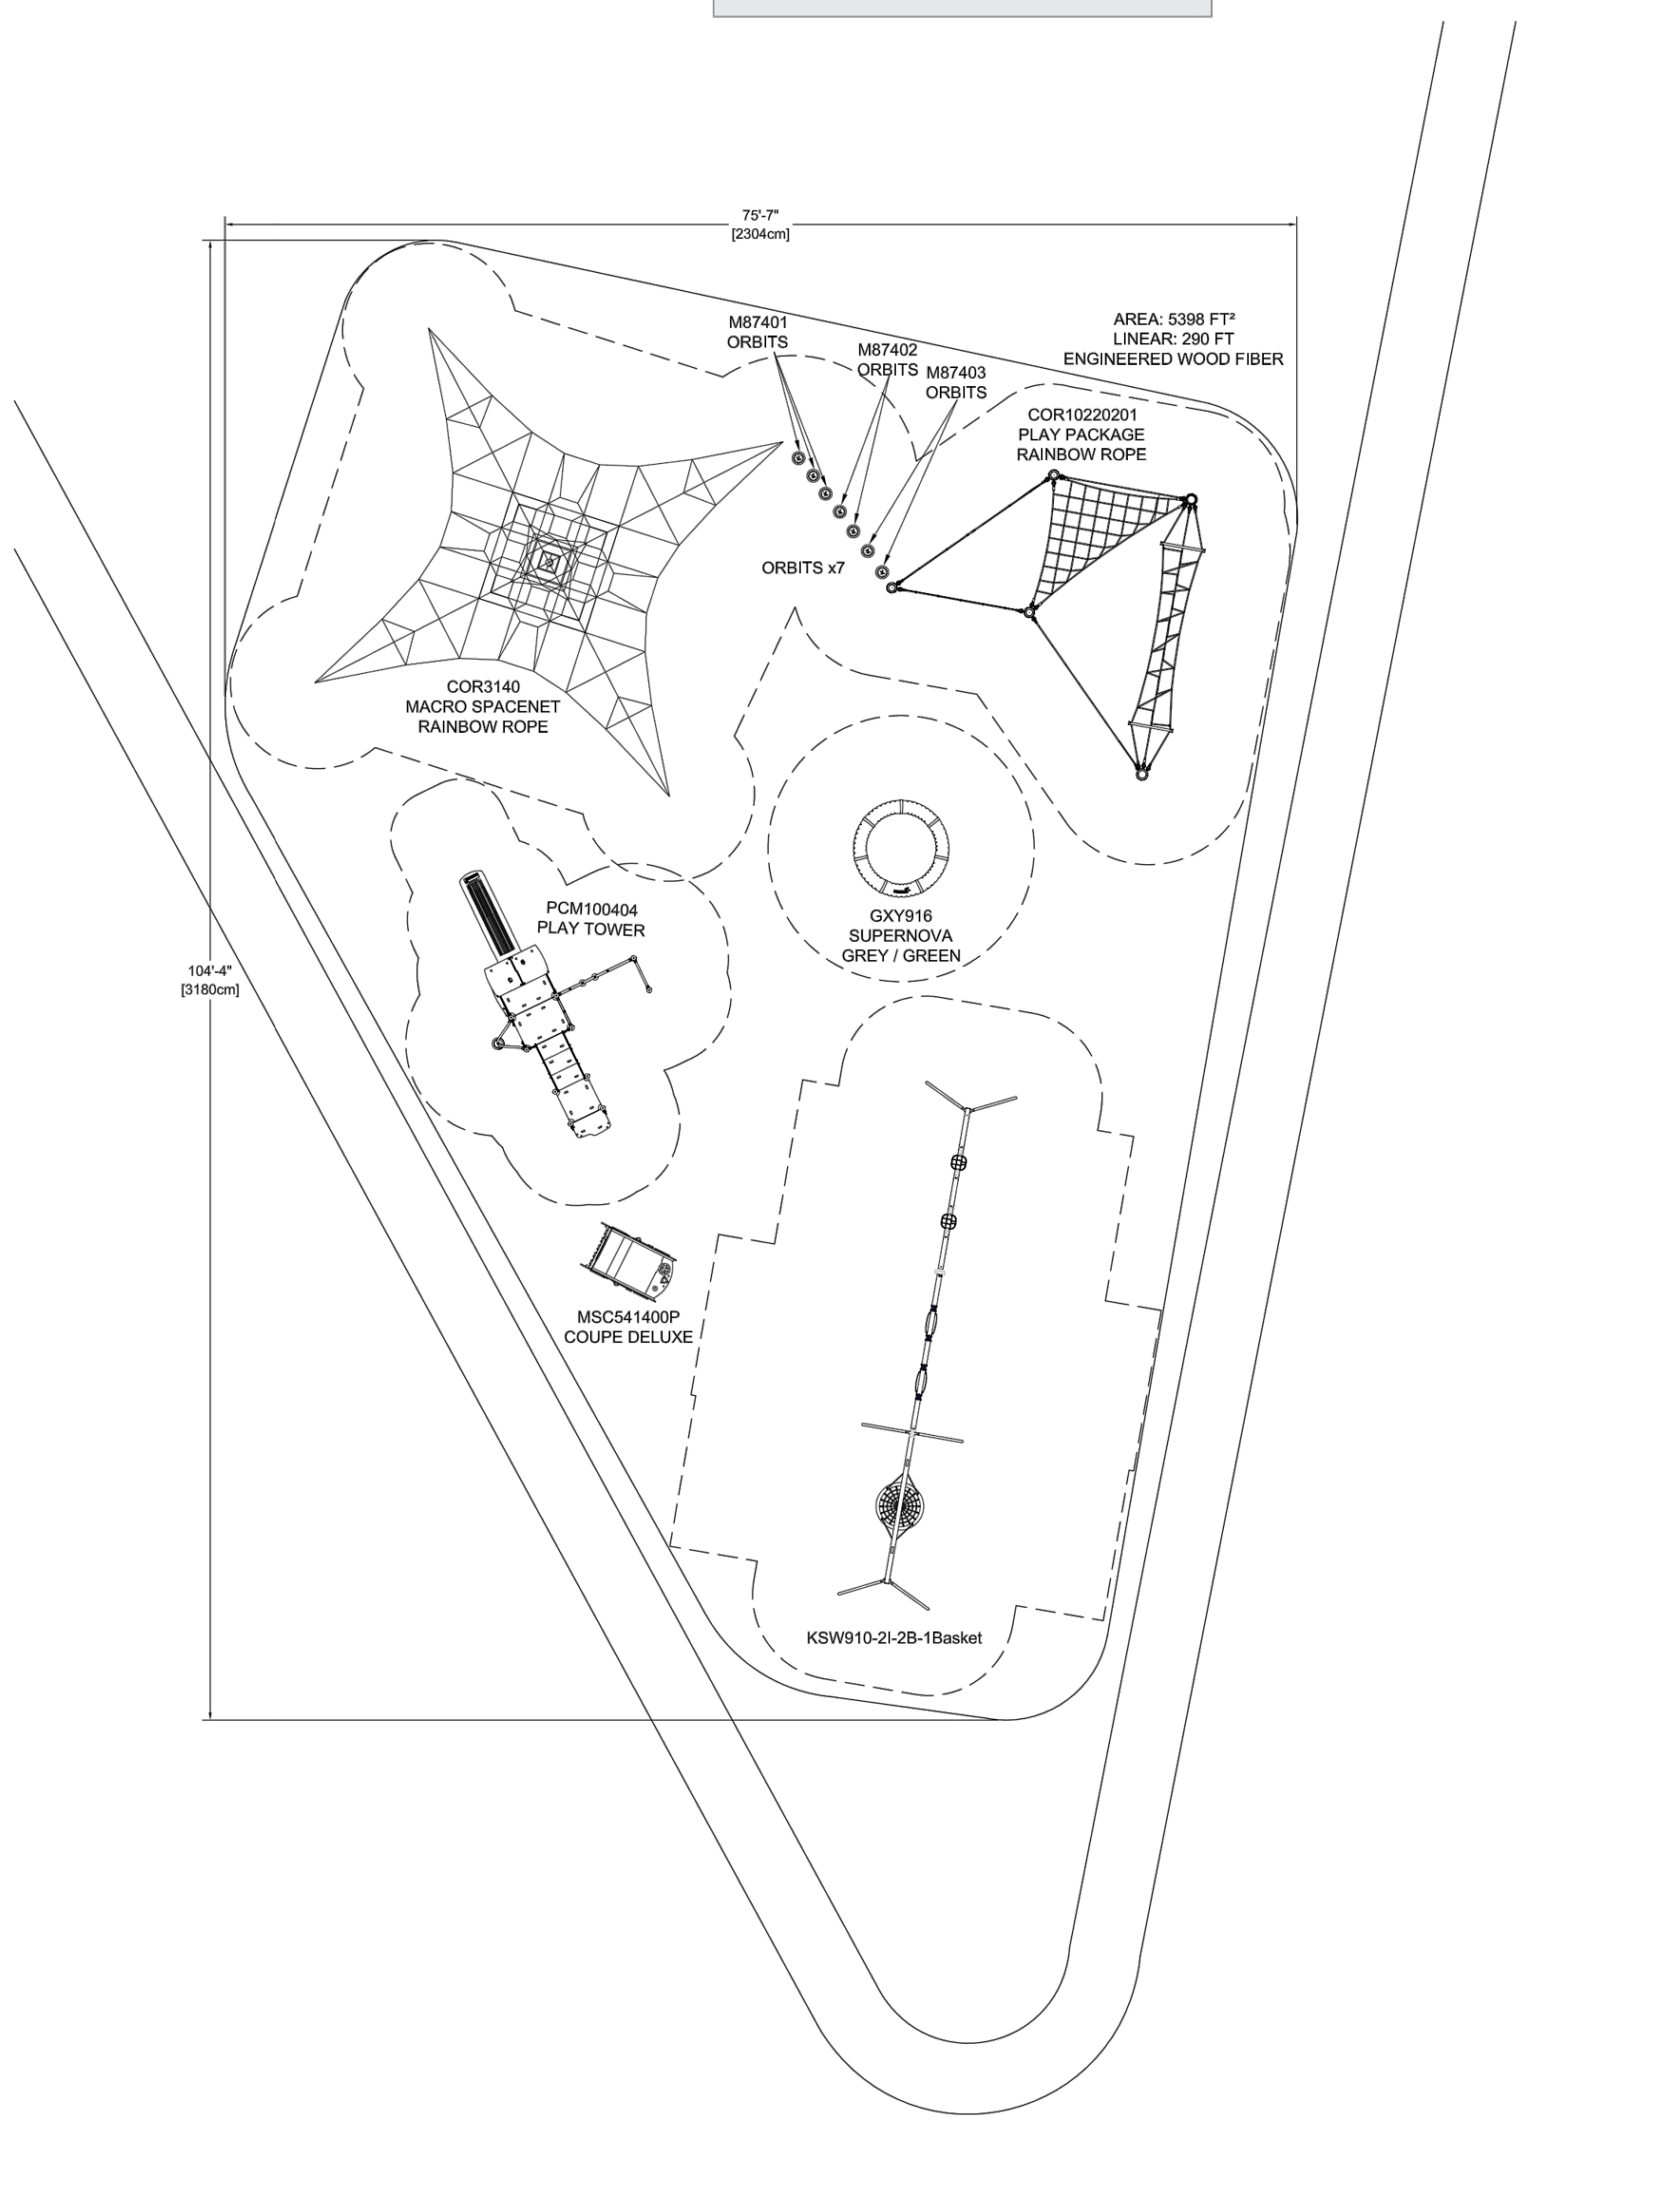 75'-7"
[2304cm]
M87401
ORBITS
M87402
ORBITS
M87403
ORBITS
AREA: 5398 FT²
LINEAR: 290 FT
ENGINEERED WOOD FIBER
COR10220201
PLAY PACKAGE
RAINBOW ROPE
ORBITS x7
COR3140
MACRO SPACENET
RAINBOW ROPE
PCM100404
PLAY TOWER
GXY916
SUPERNOVA
GREY / GREEN
104'-4"
[3180cm]
MSC541400P
COUPE DELUXE
KSW910-2I-2B-1Basket